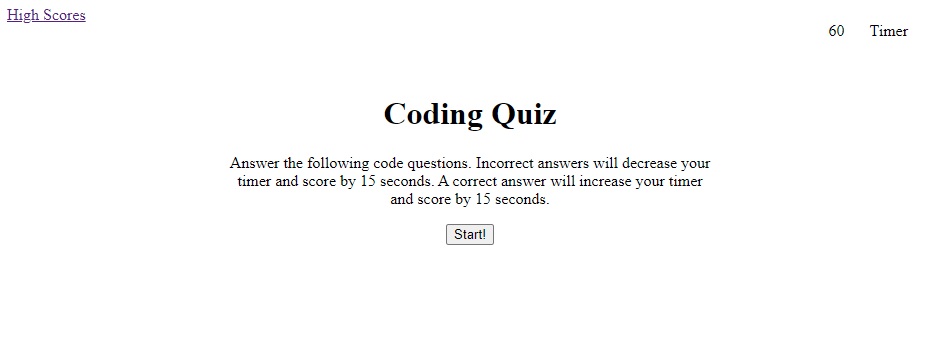 High Scores
60 Timer
Coding Quiz
Answer the following code questions. Incorrect answers will decrease your
timer and score by 15 seconds. A correct answer will increase your timer
and score by 15 seconds.
Start!